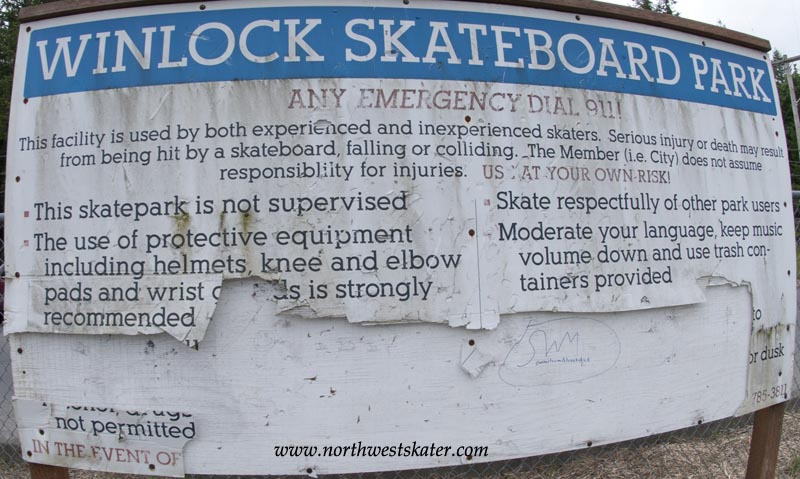 WINLOCK SKATEBOARD PARK
ANY EMERGENCY DIAL 911!
This facility is used by both experienced and inexperienced skaters. Serious injury or death may result
from being hit by a skateboard, falling or colliding. The Member (i.e. City) does not assume
responsibility for injuries. US AT YOUR OWN RISK!
This skatepark is not supervised
The use of protective equipment
including helmets, knee and elbow
pads and wrist ds is strongly
recommended
Skate respectfully of other park users
Moderate your language, keep music
volume down and use trash con-
tainers provided
to
or dusk
785-3811
drugs
not permitted
IN THE EVENT OF
www.northwestskater.com